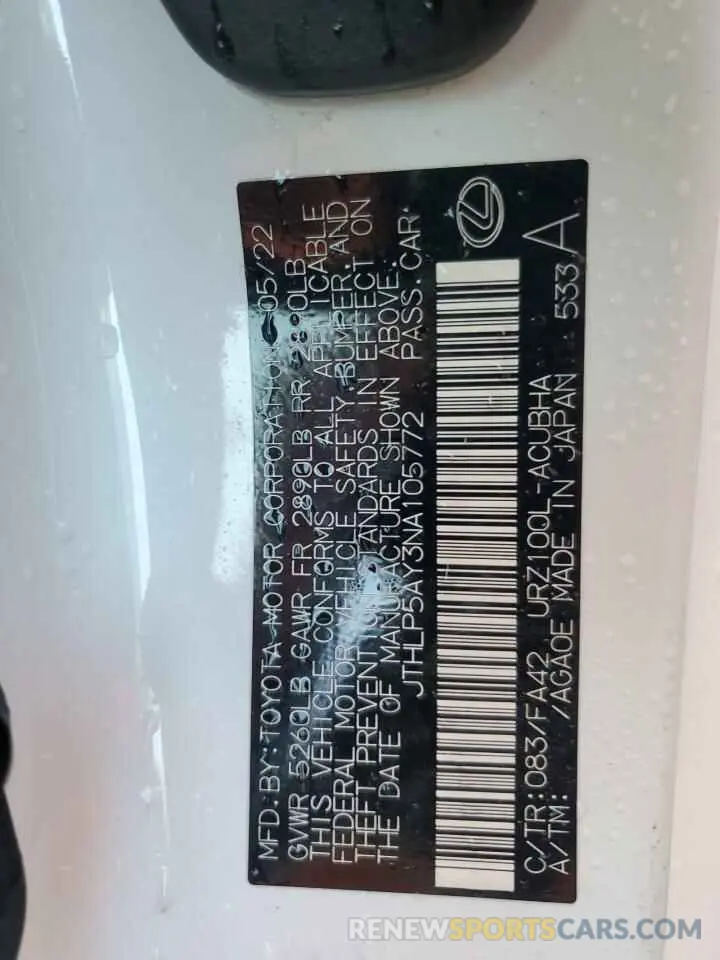 MFD. BY: TOYOTA MOTOR CORPORATION 05/22
GVWR 5260LB GAWR FR 2890LB RR
THIS VEHICLE CONFORMS TO ALL APPLICABLE
FEDERAL MOTOR VEHICLE SAFETY, BUMPER, AND
THEFT PREVENTION STANDARDS IN EFFECT ON
THE DATE OF MANUFACTURE SHOWN ABOVE.
JTHLP5AY3NA105772 PASS. CAR
C/TR: 083/FA42 URZ100L-ACUBHA
A/TM: /AGA0E MADE IN JAPAN 533 A
RENEWSPORTSCARS.COM